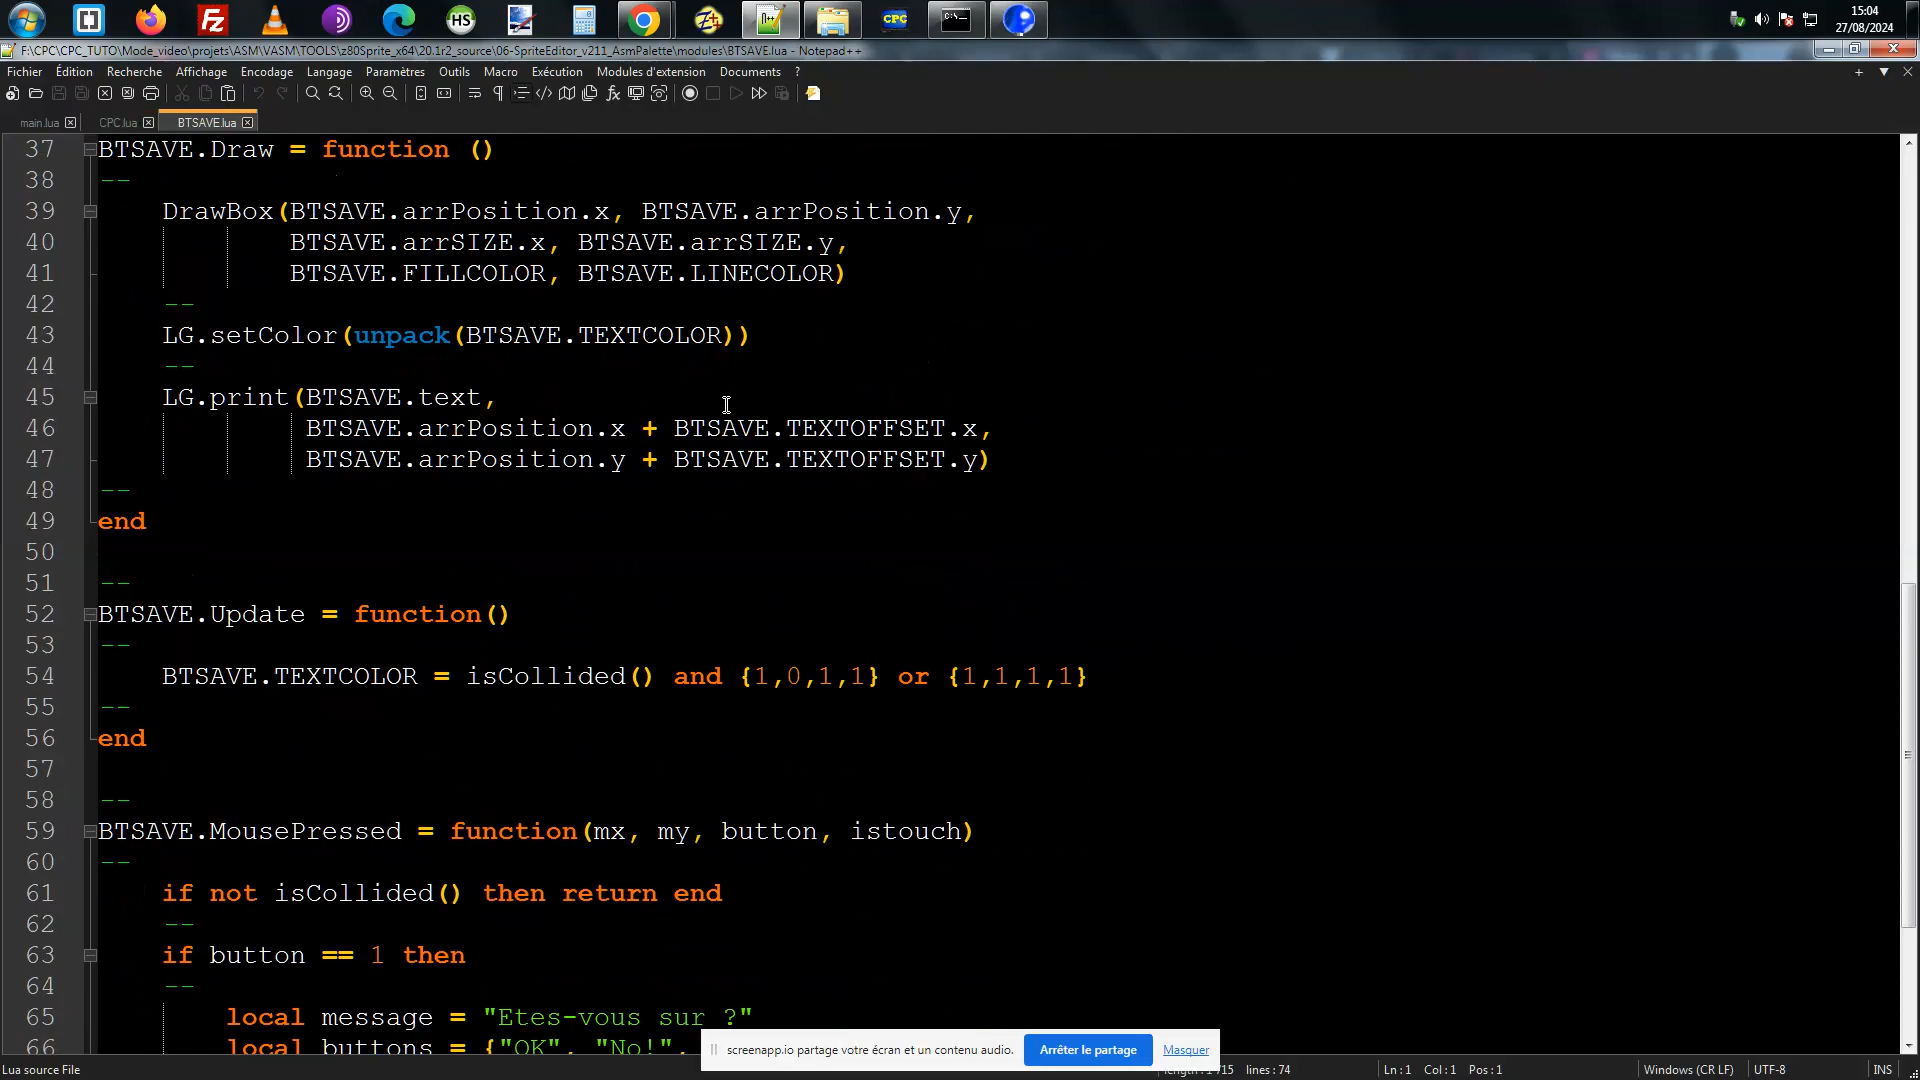 15:04
27/08/2024
F:\CPC\CPC_TUTO\Mode_video\projets\ASM\VASM\TOOLS\z80Sprite_x64\20.1r2_source\06-SpriteEditor_v211_AsmPalette\modules\BTSAVE.lua - Notepad++
Fichier Édition Recherche Affichage Encodage Langage Paramètres Outils Macro Exécution Modules d'extension Documents ?
main.lua CPC.lua BTSAVE.lua
37 BTSAVE.Draw = function ()
38 --
39 DrawBox(BTSAVE.arrPosition.x, BTSAVE.arrPosition.y,
40 BTSAVE.arrSIZE.x, BTSAVE.arrSIZE.y,
41 BTSAVE.FILLCOLOR, BTSAVE.LINECOLOR)
42 --
43 LG.setColor(unpack(BTSAVE.TEXTCOLOR))
44 --
45 LG.print(BTSAVE.text,
46 BTSAVE.arrPosition.x + BTSAVE.TEXTOFFSET.x,
47 BTSAVE.arrPosition.y + BTSAVE.TEXTOFFSET.y)
48 --
49 end
50
51 --
52 BTSAVE.Update = function()
53 --
54 BTSAVE.TEXTCOLOR = isCollided() and {1,0,1,1} or {1,1,1,1}
55 --
56 end
57
58 --
59 BTSAVE.MousePressed = function(mx, my, button, istouch)
60 --
61 if not isCollided() then return end
62 --
63 if button == 1 then
64 --
65 local message = "Etes-vous sur ?"
66 local buttons = {"OK", "No!",
screenapp.io partage votre écran et un contenu audio. Arrêter le partage Masquer
Lua source File lines : 74 Ln : 1 Col : 1 Pos : 1 Windows (CR LF) UTF-8 INS